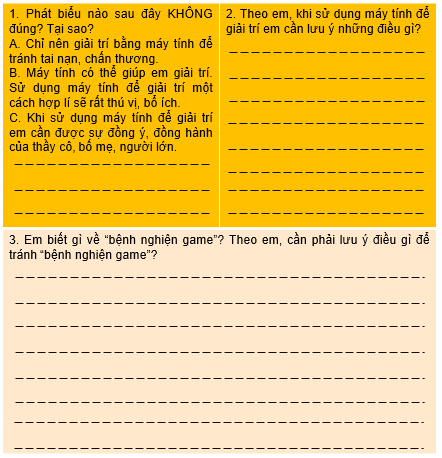 1. Phát biểu nào sau đây KHÔNG
đúng? Tại sao?
A. Chỉ nên giải trí bằng máy tính để
tránh tai nạn, chấn thương.
B. Máy tính có thể giúp em giải trí.
Sử dụng máy tính để giải trí một
cách hợp lí sẽ rất thú vị, bổ ích.
C. Khi sử dụng máy tính để giải trí
em cần được sự đồng ý, đồng hành
của thầy cô, bố mẹ, người lớn.
2. Theo em, khi sử dụng máy tính để
giải trí em cần lưu ý những điều gì?
3. Em biết gì về “bệnh nghiện game”? Theo em, cần phải lưu ý điều gì để
tránh “bệnh nghiện game”?